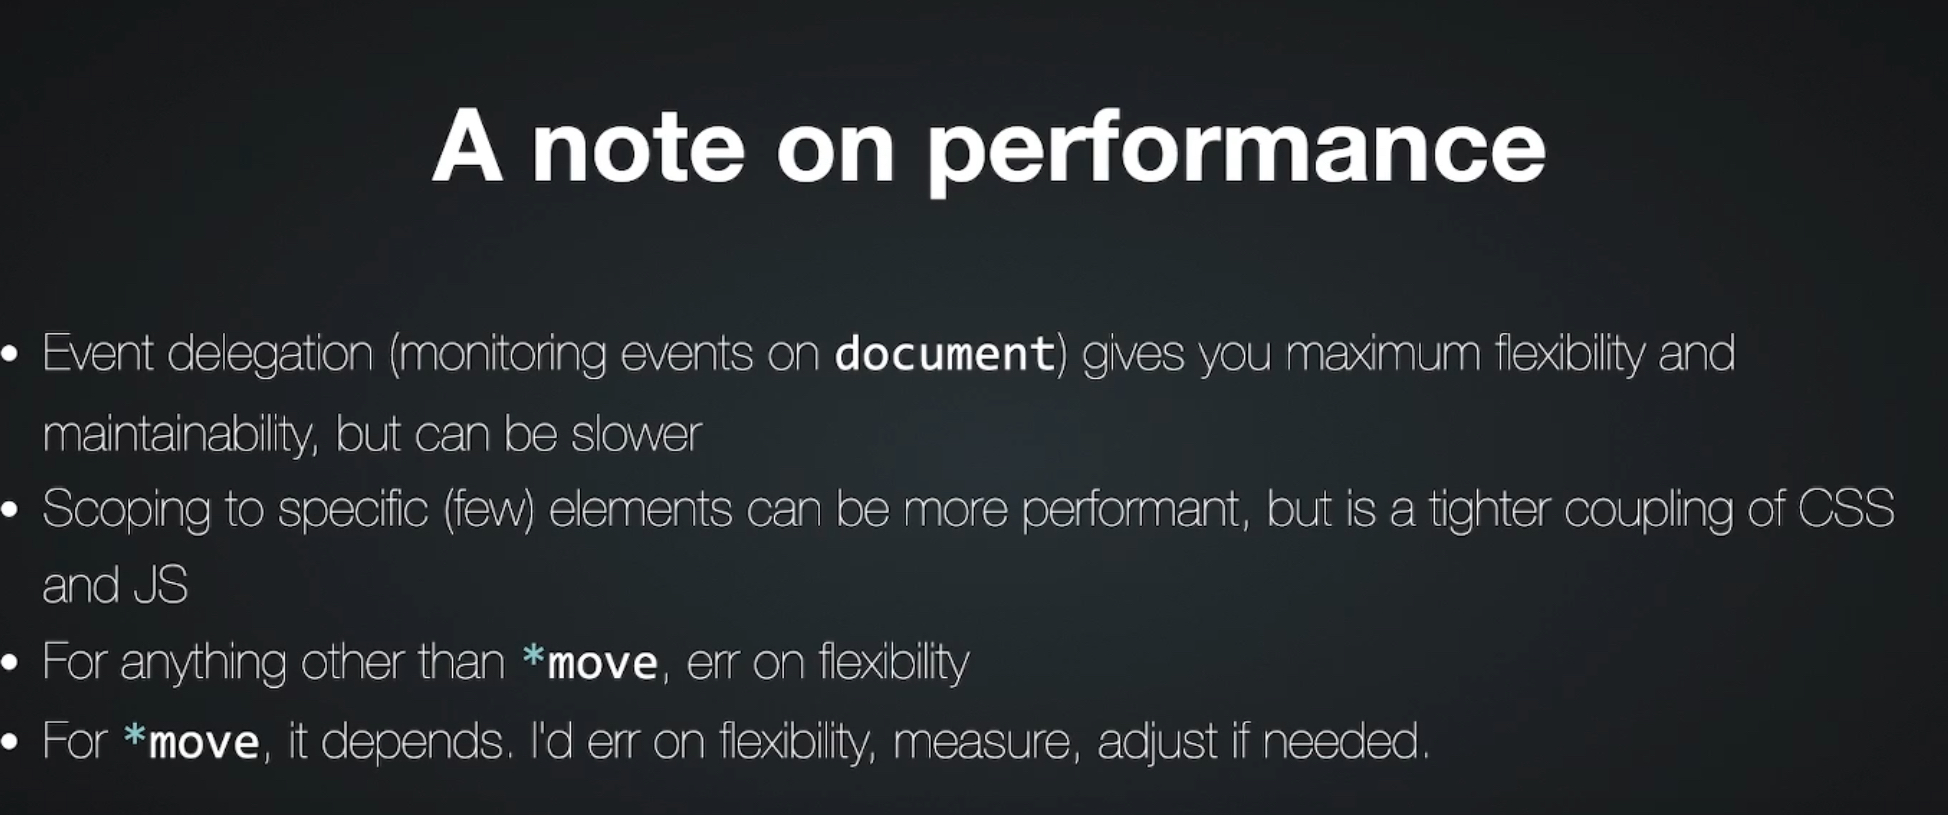 A note on performance
• Event delegation (monitoring events on document) gives you maximum flexibility and
maintainability, but can be slower
• Scoping to specific (few) elements can be more performant, but is a tighter coupling of CSS
and JS
• For anything other than *move, err on flexibility
• For *move, it depends. I'd err on flexibility, measure, adjust if needed.